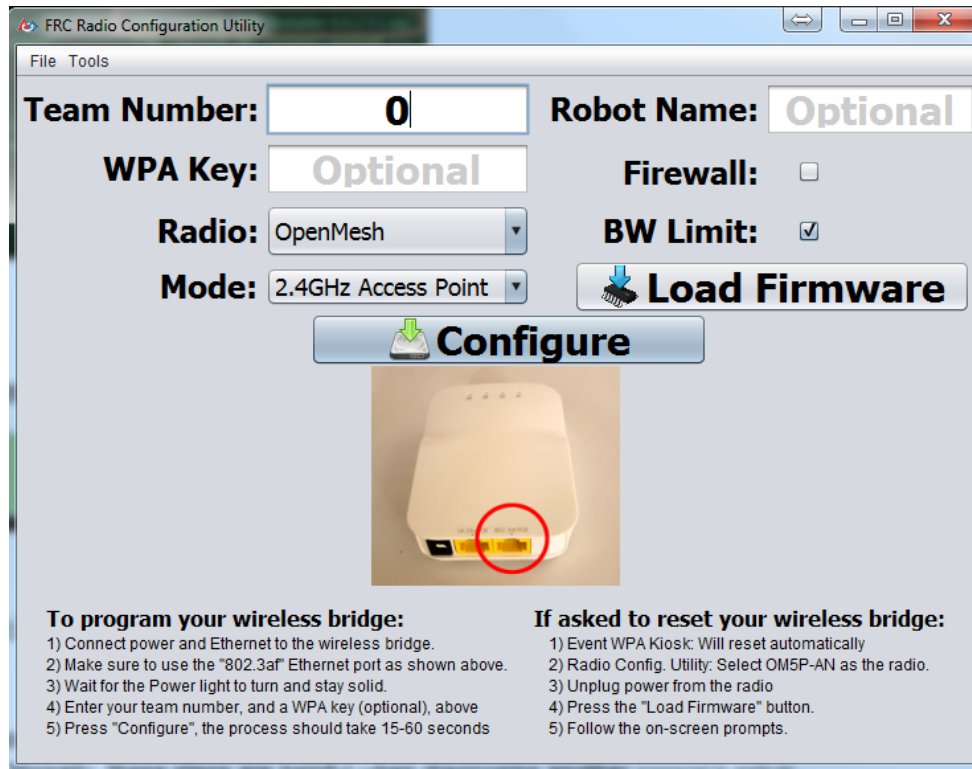 FRC Radio Configuration Utility
File Tools
Team Number: 0 Robot Name: Optional
WPA Key: Optional Firewall:
Radio: OpenMesh BW Limit:
Mode: 2.4GHz Access Point Load Firmware
Configure
To program your wireless bridge:
1) Connect power and Ethernet to the wireless bridge.
2) Make sure to use the "802.3af" Ethernet port as shown above.
3) Wait for the Power light to turn and stay solid.
4) Enter your team number, and a WPA key (optional), above
5) Press "Configure", the process should take 15-60 seconds
If asked to reset your wireless bridge:
1) Event WPA Kiosk: Will reset automatically
2) Radio Config. Utility: Select OM5P-AN as the radio.
3) Unplug power from the radio
4) Press the "Load Firmware" button.
5) Follow the on-screen prompts.